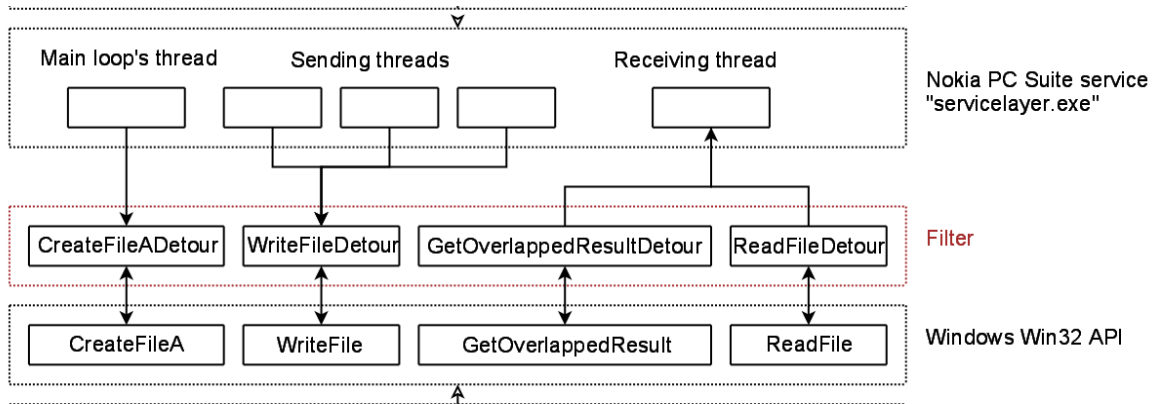 Main loop's thread
Sending threads
Receiving thread
Nokia PC Suite service
"servicelayer.exe"
CreateFileADetour
WriteFileDetour
GetOverlappedResultDetour
ReadFileDetour
Filter
CreateFileA
WriteFile
GetOverlappedResult
ReadFile
Windows Win32 API